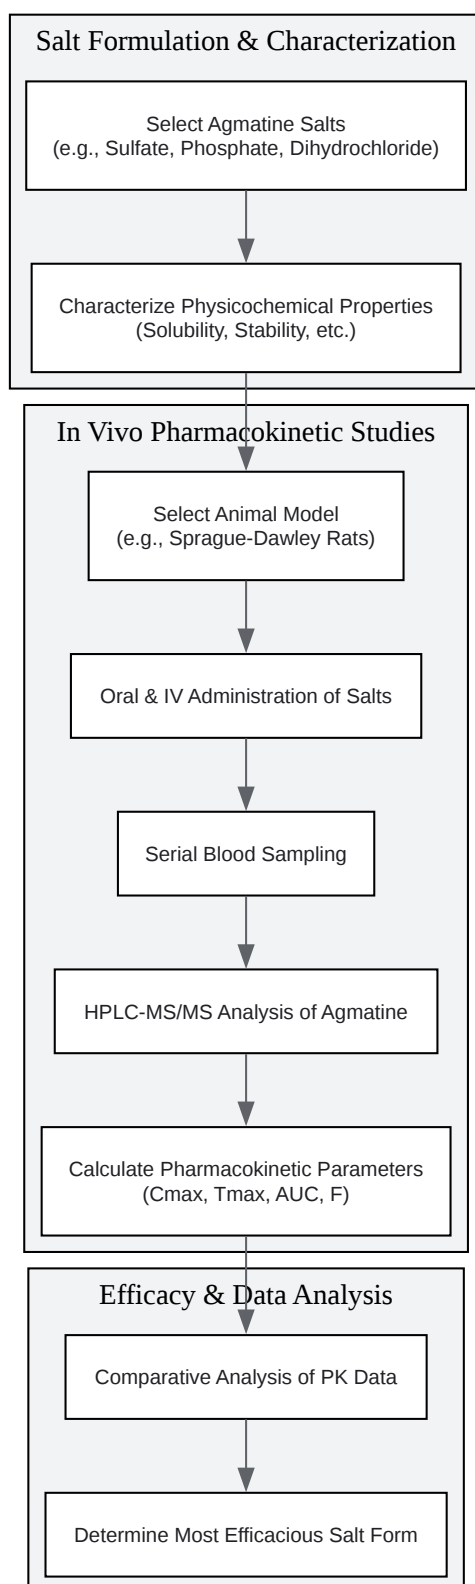 Salt Formulation & Characterization
Select Agmatine Salts
(e.g., Sulfate, Phosphate, Dihydrochloride)
Characterize Physicochemical Properties
(Solubility, Stability, etc.)
In Vivo Pharmacokinetic Studies
Select Animal Model
(e.g., Sprague-Dawley Rats)
Oral & IV Administration of Salts
Serial Blood Sampling
HPLC-MS/MS Analysis of Agmatine
Calculate Pharmacokinetic Parameters
(Cmax, Tmax, AUC, F)
Efficacy & Data Analysis
Comparative Analysis of PK Data
Determine Most Efficacious Salt Form